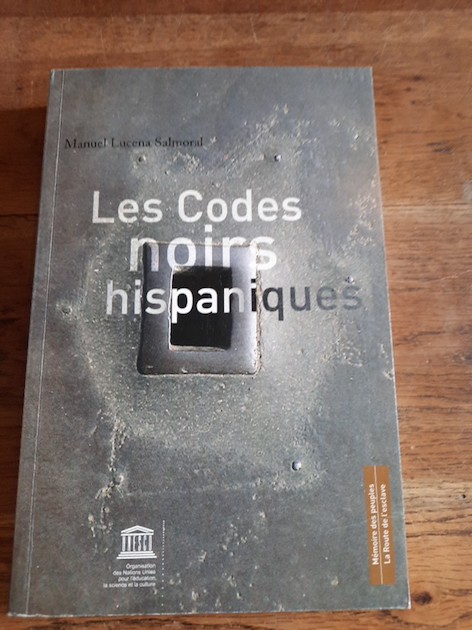 Manuel Lucena Salmoral
Les Codes
noirs
hispaniques
UNESCO
Organisation
des Nations Unies
pour l'éducation,
la science et la culture
Mémoire des peuples
La Route de l'esclave